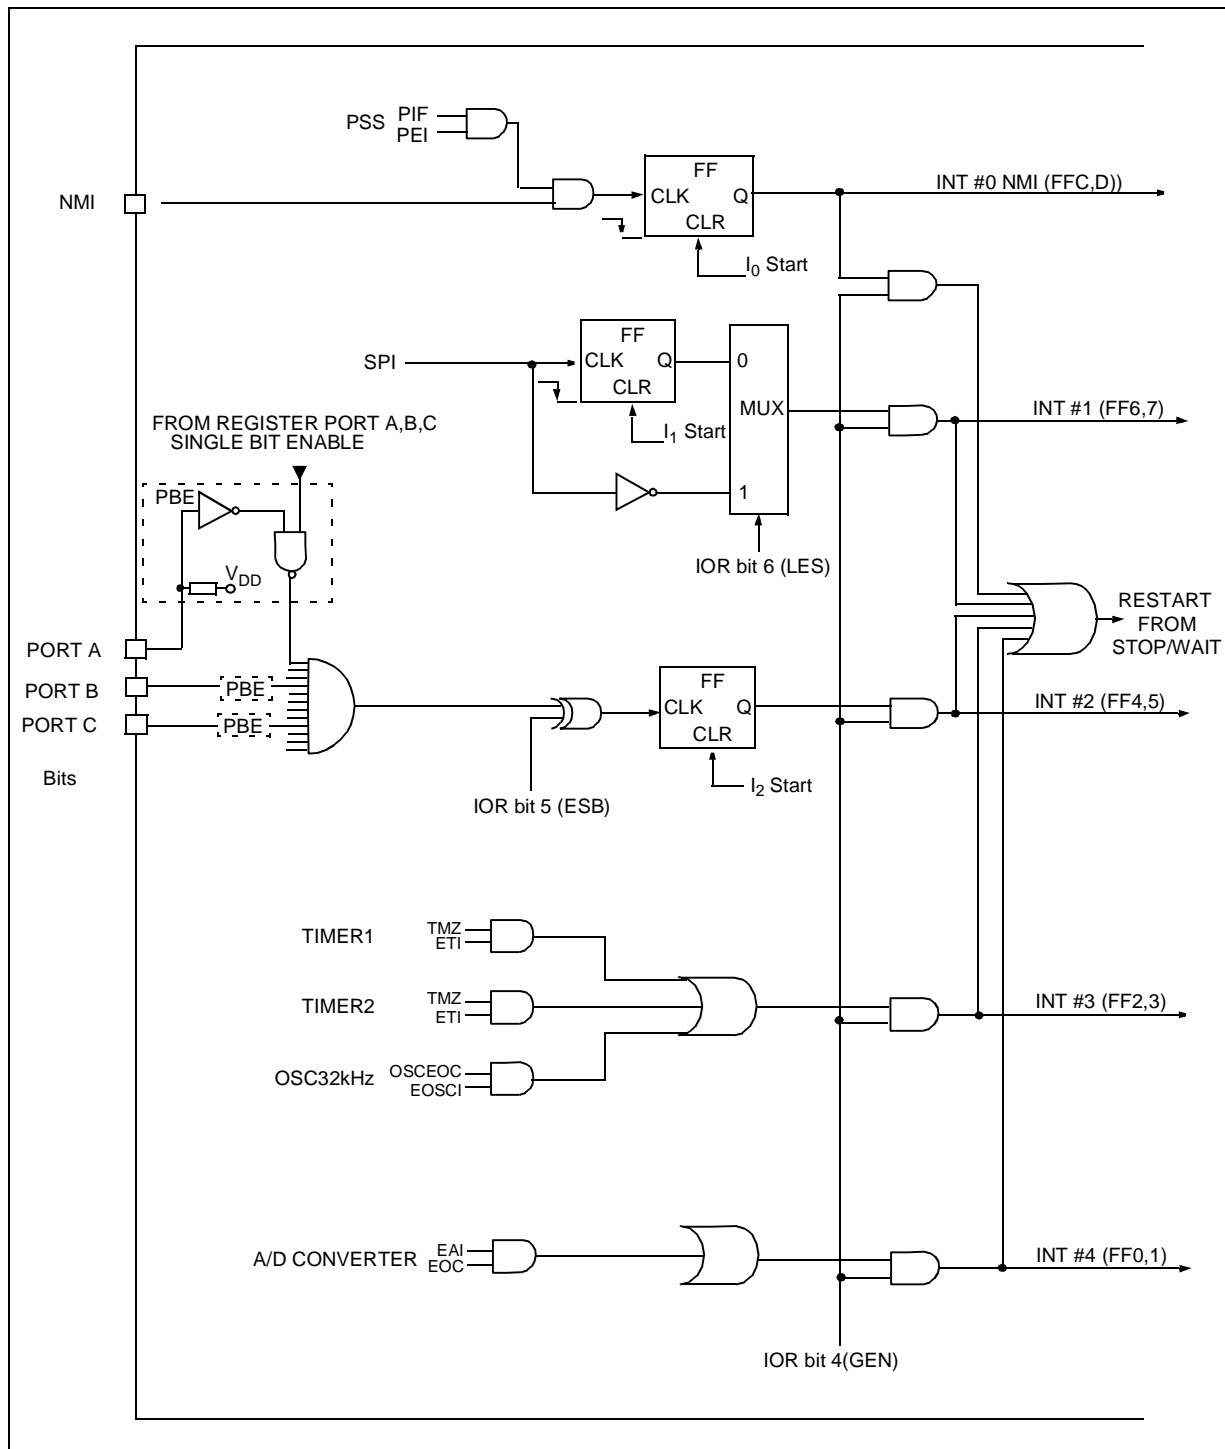 PSS PIF
PEI
NMI
FF
CLK Q
CLR
INT #0 NMI (FFC,D))
I0 Start
SPI
FF
CLK Q
CLR
0
MUX
1
I1 Start
INT #1 (FF6,7)
FROM REGISTER PORT A,B,C
SINGLE BIT ENABLE
PBE
VDD
IOR bit 6 (LES)
RESTART
FROM
STOP/WAIT
PORT A
PORT B
PBE
PORT C
PBE
Bits
FF
CLK Q
CLR
INT #2 (FF4,5)
I2 Start
IOR bit 5 (ESB)
TIMER1 TMZ
ETI
TIMER2 TMZ
ETI
INT #3 (FF2,3)
OSC32kHz OSCEOC
EOSCI
A/D CONVERTER EAI
EOC
INT #4 (FF0,1)
IOR bit 4(GEN)